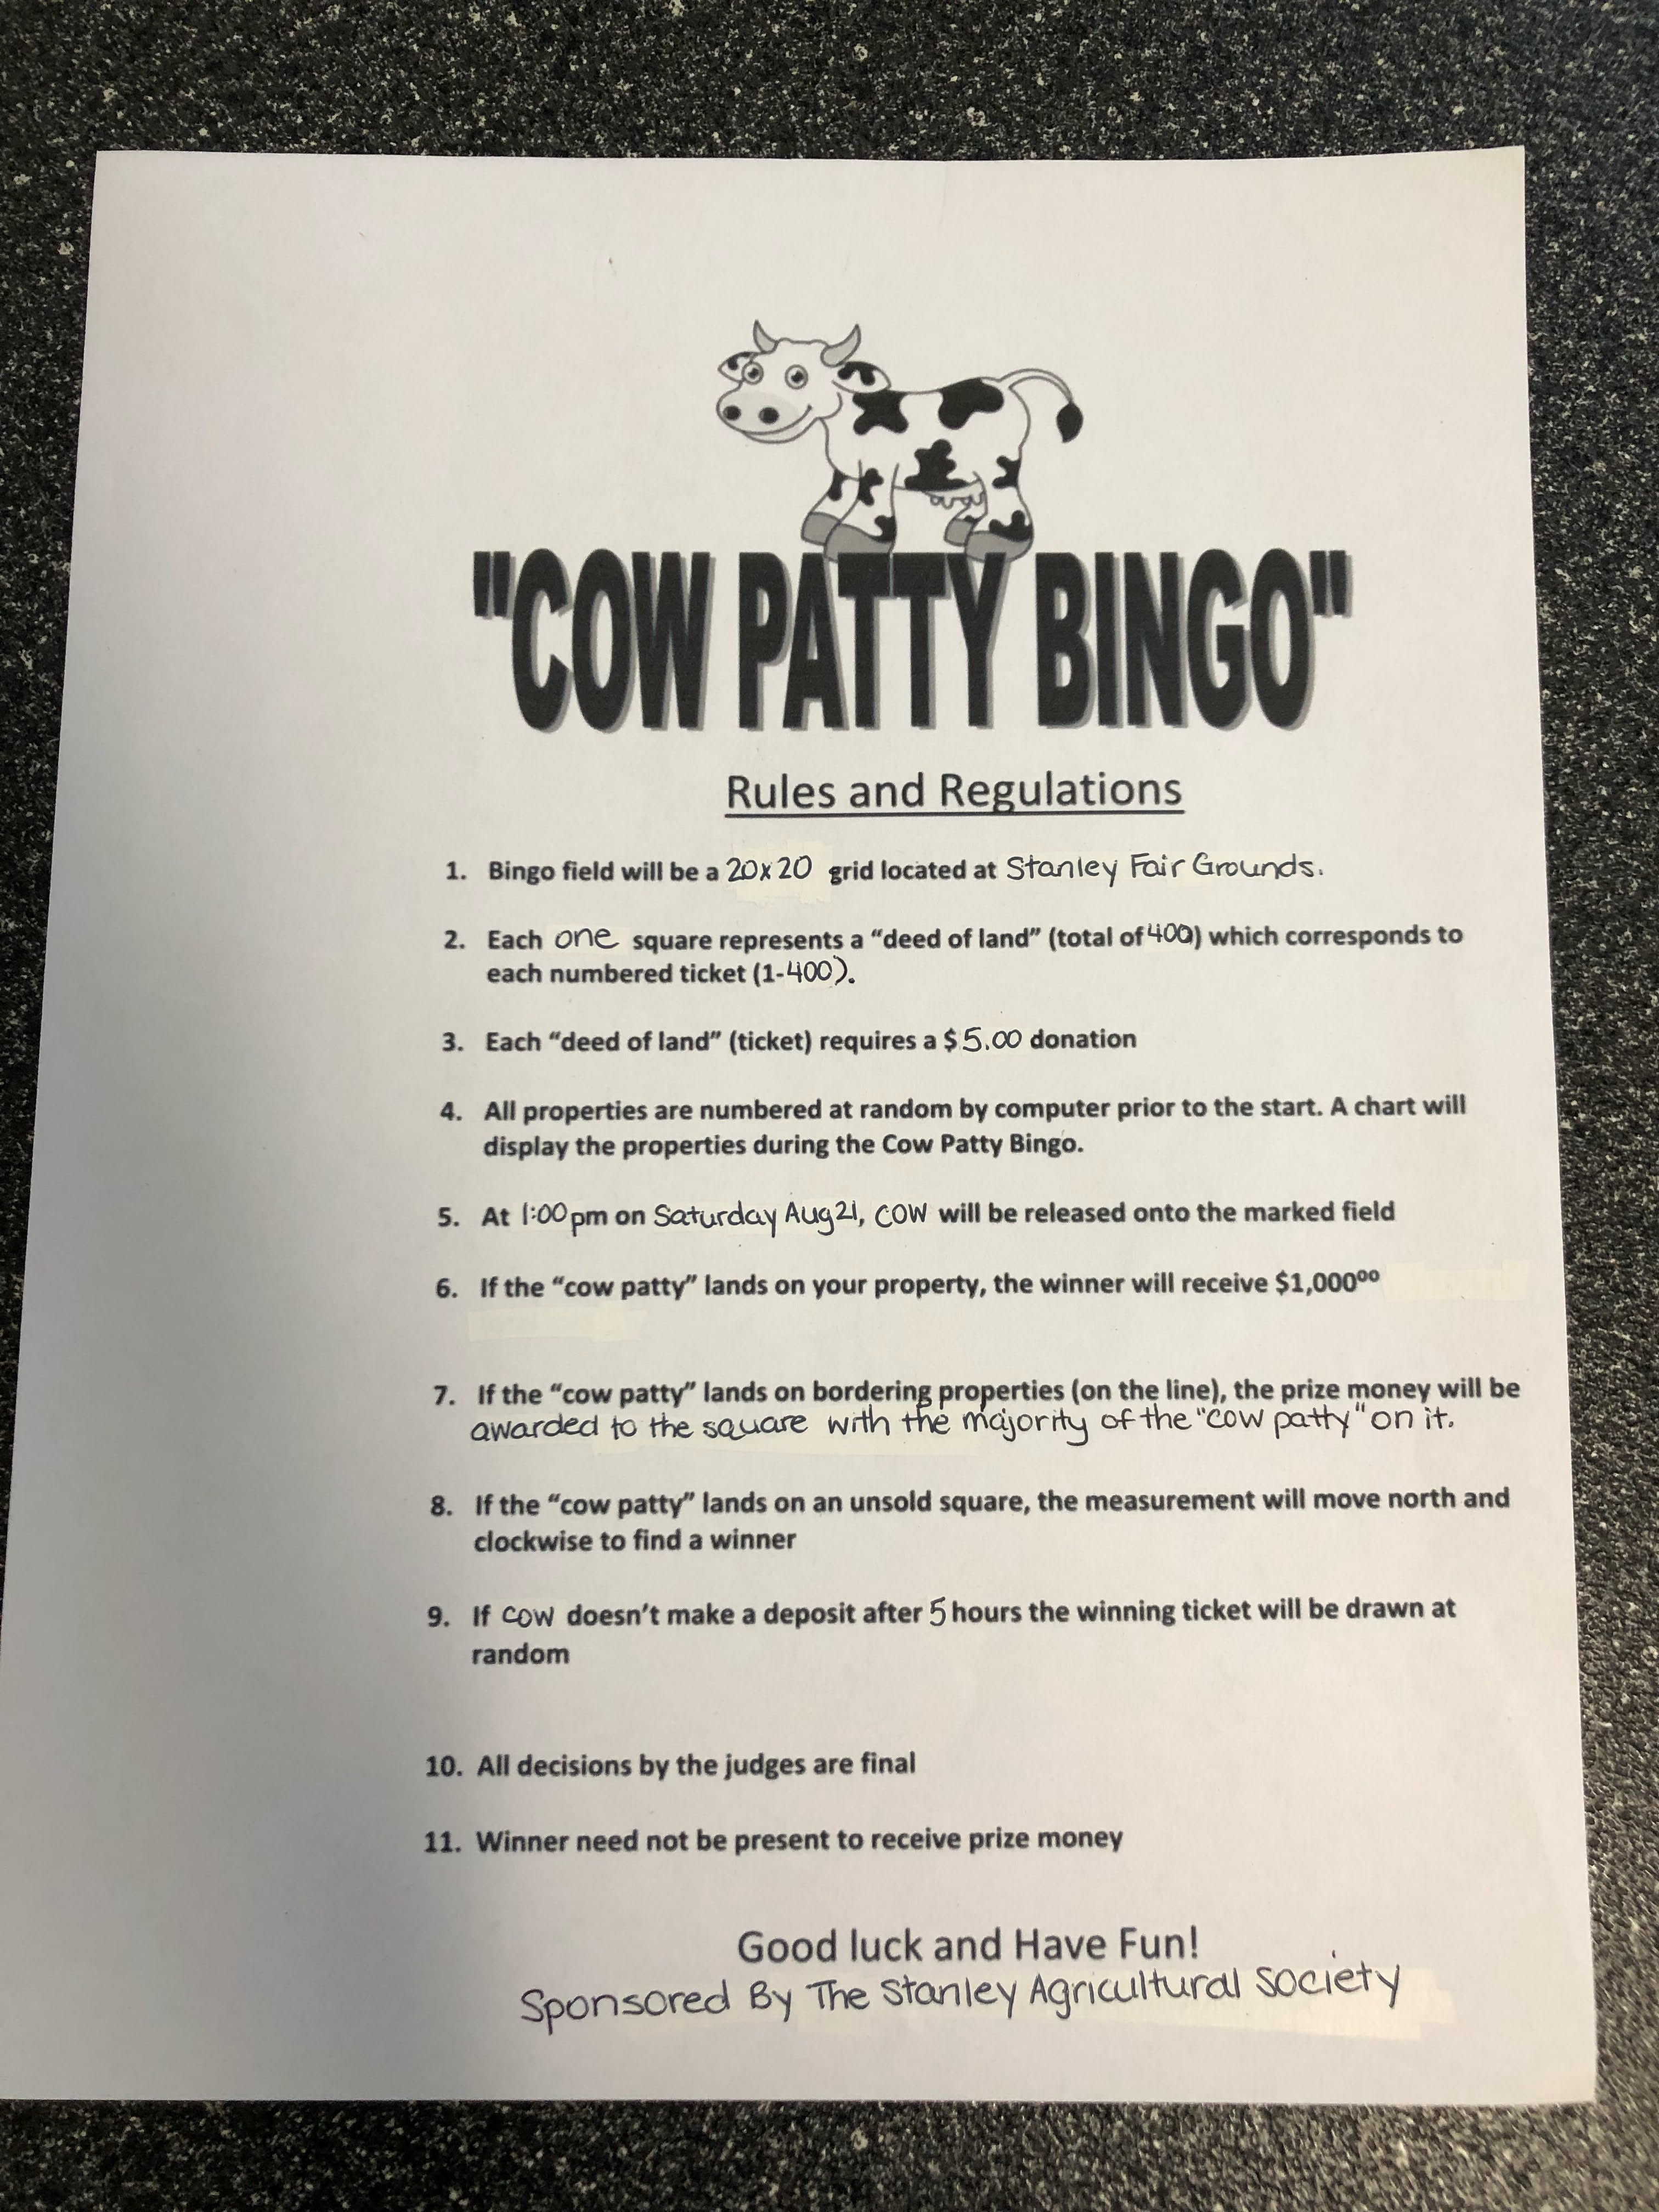 "COW PATTY BINGO"
Rules and Regulations
1. Bingo field will be a 20x20 grid located at Stanley Fair Grounds.
2. Each one square represents a “deed of land” (total of 400) which corresponds to
each numbered ticket (1-400).
3. Each “deed of land” (ticket) requires a $5.00 donation
4. All properties are numbered at random by computer prior to the start. A chart will
display the properties during the Cow Patty Bingo.
5. At 1:00pm on Saturday Aug 21, cow will be released onto the marked field
6. If the “cow patty” lands on your property, the winner will receive $1,000⁰⁰
7. If the “cow patty” lands on bordering properties (on the line), the prize money will be
awarded to the square with the majority of the "cow patty" on it.
8. If the “cow patty” lands on an unsold square, the measurement will move north and
clockwise to find a winner
9. If cow doesn’t make a deposit after 5 hours the winning ticket will be drawn at
random
10. All decisions by the judges are final
11. Winner need not be present to receive prize money
Good luck and Have Fun!
Sponsored By The Stanley Agricultural Society